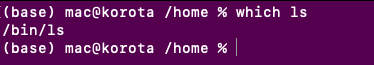 [(base) mac@korota /home % which ls
/bin/ls
(base) mac@korota /home %